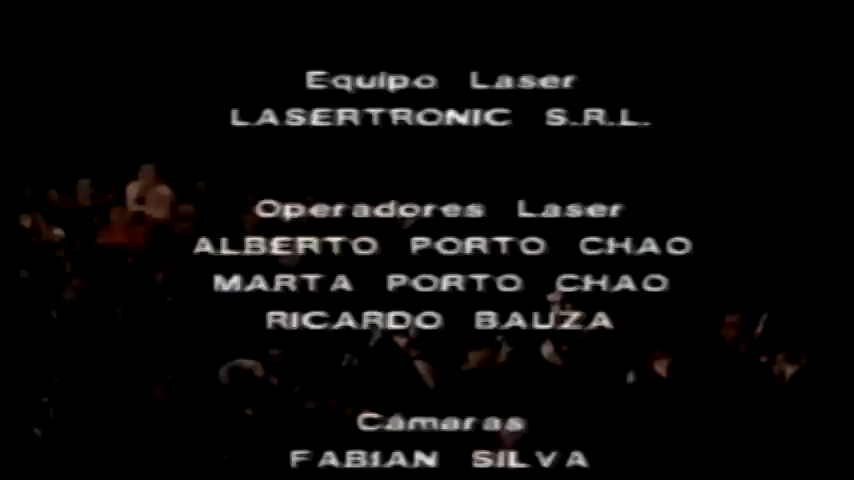 Equipo Laser
LASERTRONIC S.R.L.
Operadores Laser
ALBERTO PORTO CHAO
MARTA PORTO CHAO
RICARDO BAUZA
Cámaras
FABIAN SILVA